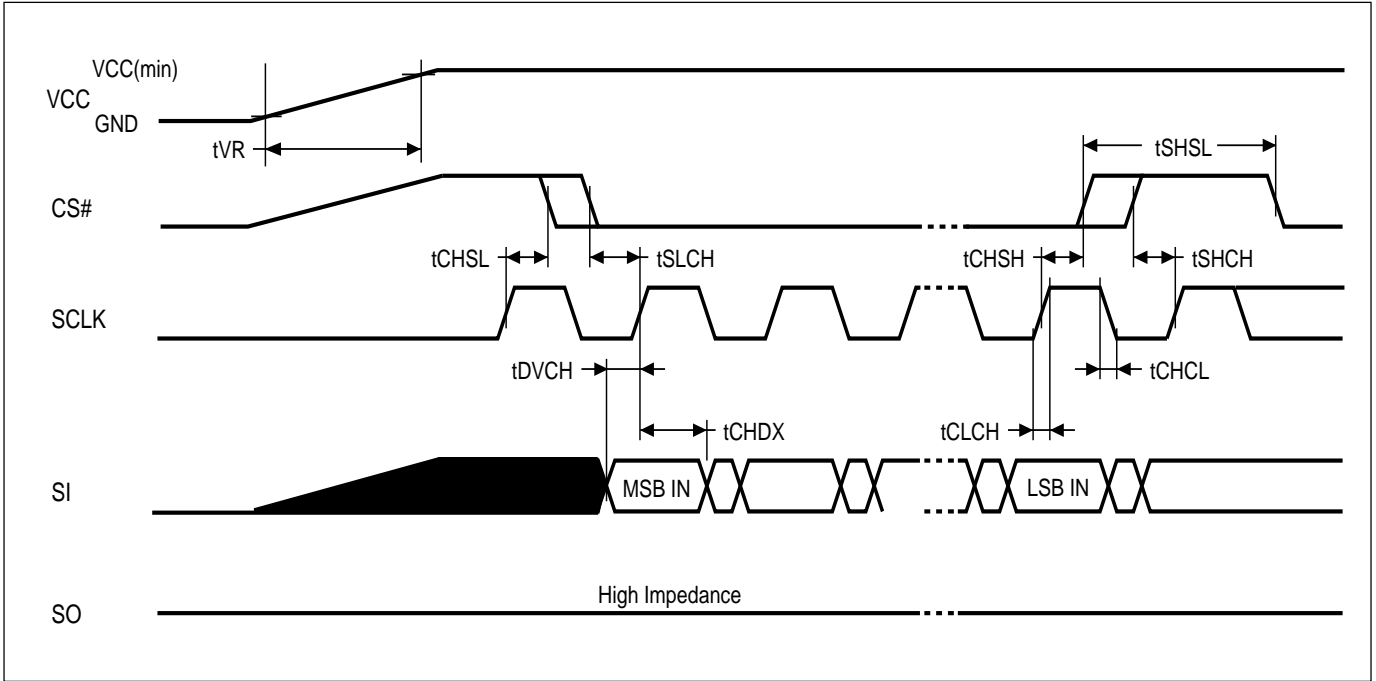 VCC(min)
VCC
GND
tVR
tSHSL
CS#
tCHSL
tSLCH
tCHSH
tSHCH
SCLK
tDVCH
tCHCL
tCHDX
tCLCH
SI
MSB IN
LSB IN
High Impedance
SO